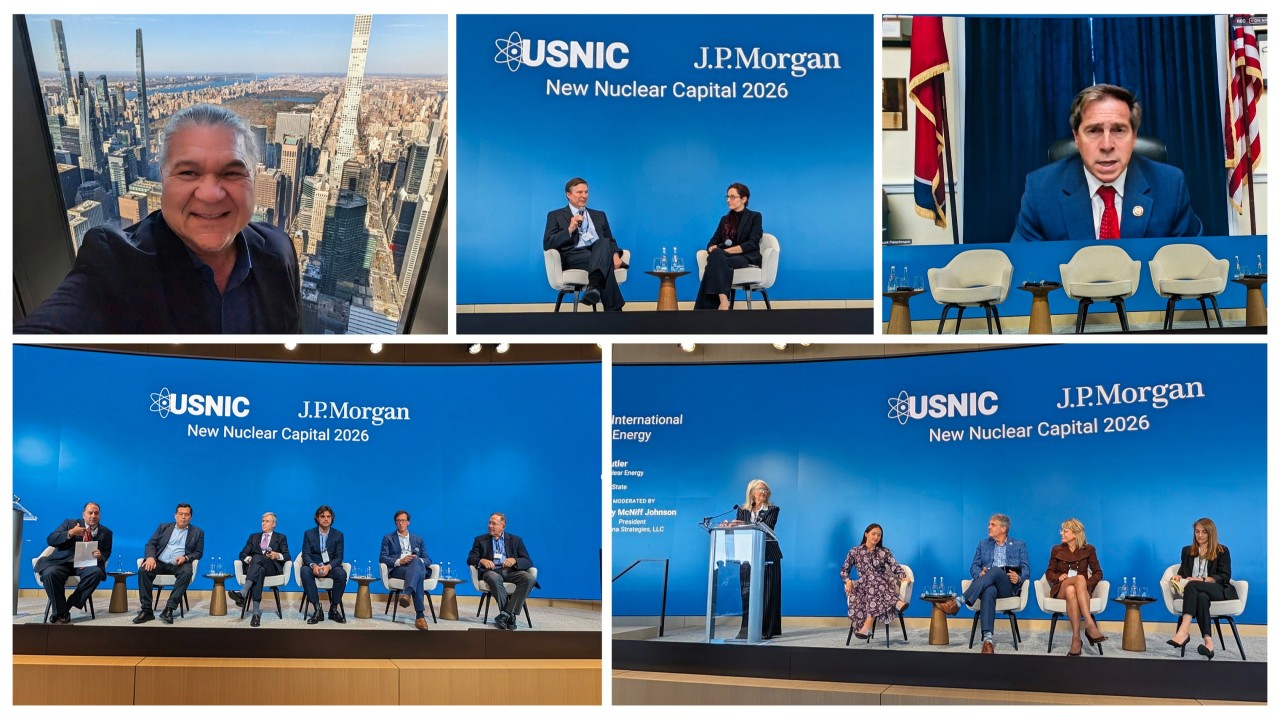 USNIC J.P.Morgan
New Nuclear Capital 2026
REC
USNIC J.P.Morgan
New Nuclear Capital 2026
International
Energy
utler
lear Energy
State
MODERATED BY
y McNiff Johnson
President
na Strategies, LLC
USNIC J.P.Morgan
New Nuclear Capital 2026